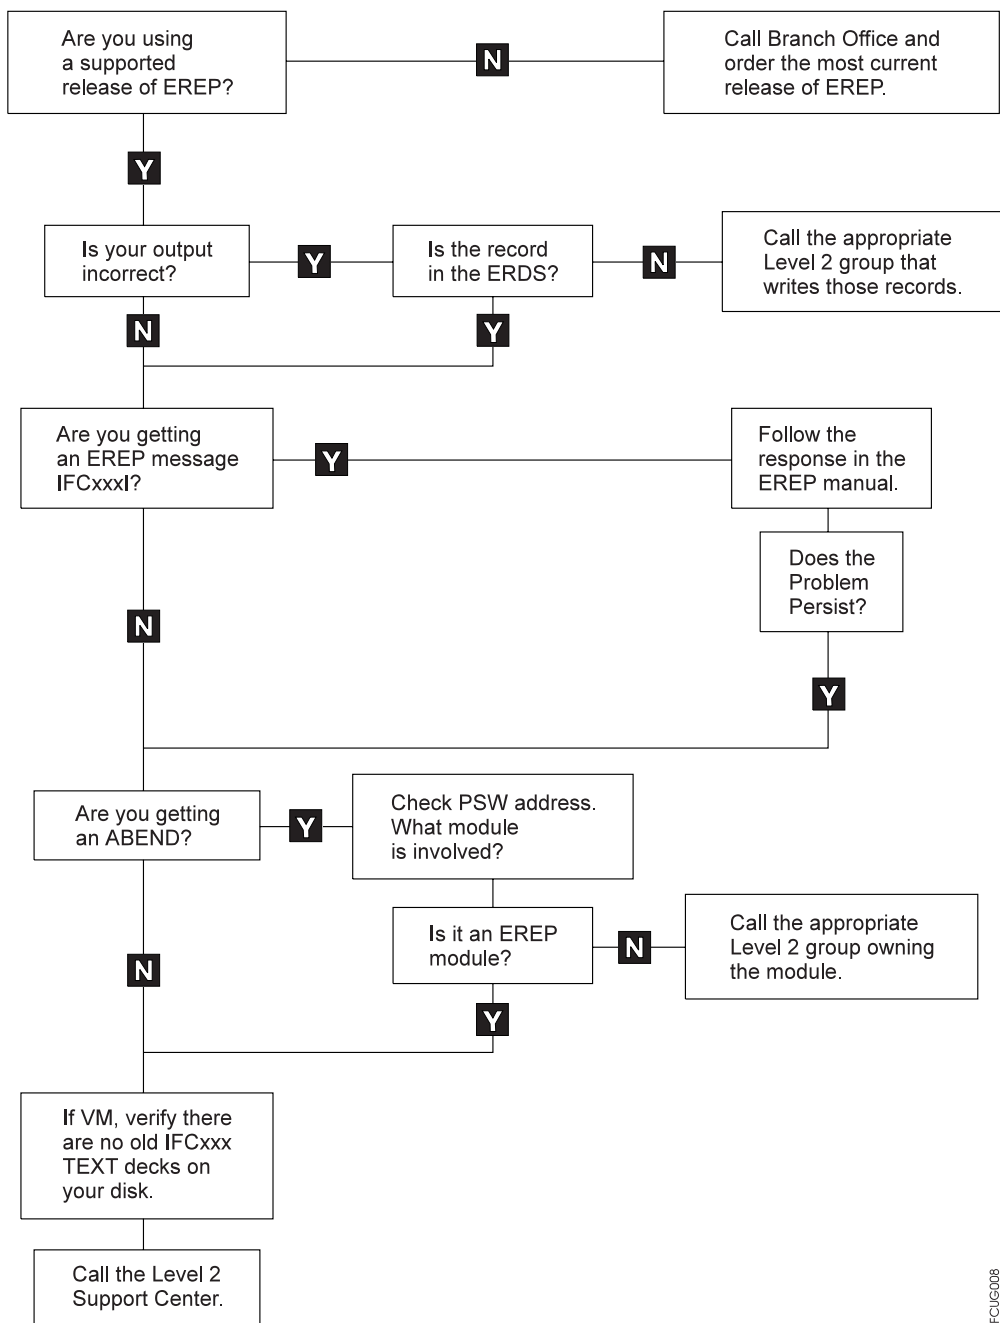 Are you using
a supported
release of EREP?
N
Call Branch Office and
order the most current
release of EREP.
Y
Is your output
incorrect?
Y
Is the record
in the ERDS?
N
Call the appropriate
Level 2 group that
writes those records.
N
Y
Are you getting
an EREP message
IFCxxxI?
Y
Follow the
response in the
EREP manual.
Does the
Problem
Persist?
N
Y
Are you getting
an ABEND?
Y
Check PSW address.
What module
is involved?
Is it an EREP
module?
N
Call the appropriate
Level 2 group owning
the module.
N
Y
If VM, verify there
are no old IFCxxx
TEXT decks on
your disk.
Call the Level 2
Support Center.
FCUG008